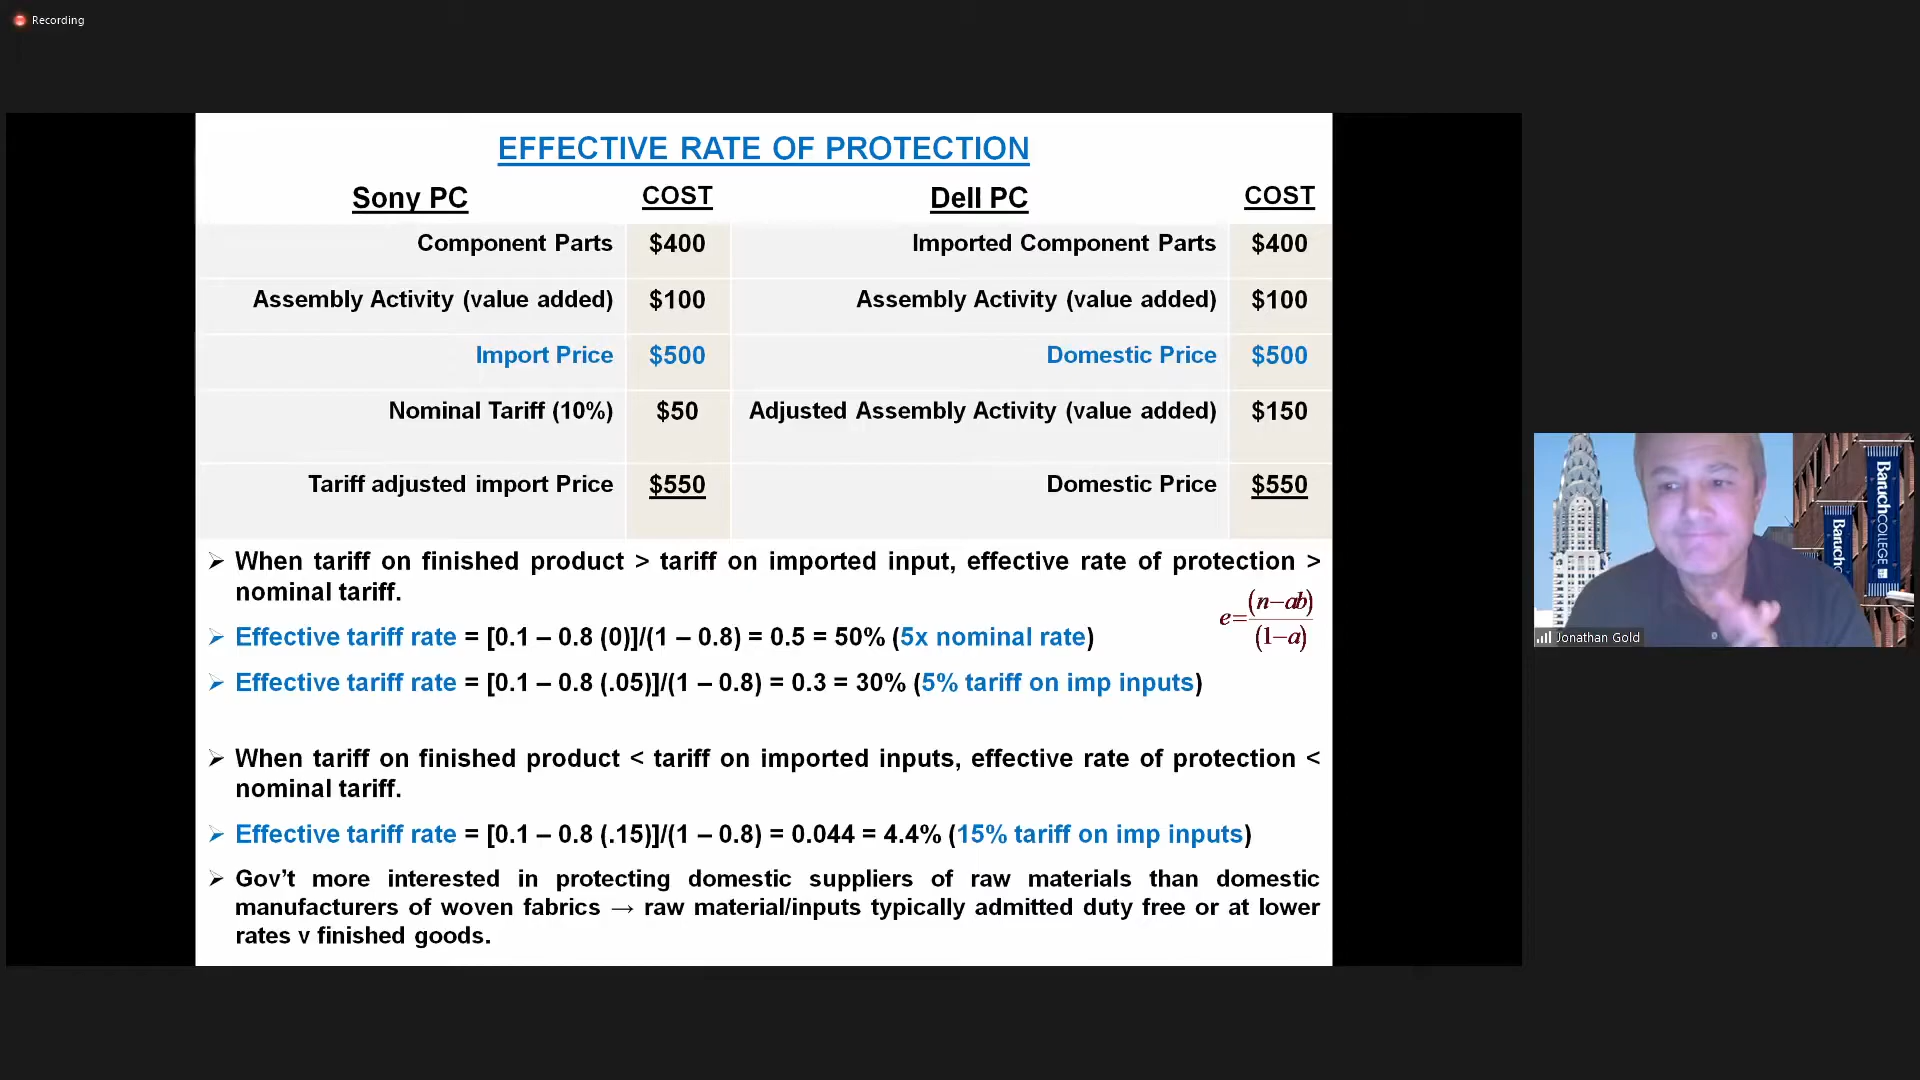 Recording
EFFECTIVE RATE OF PROTECTION
Sony PC COST Dell PC COST
Component Parts $400 Imported Component Parts $400
Assembly Activity (value added) $100 Assembly Activity (value added) $100
Import Price $500 Domestic Price $500
Nominal Tariff (10%) $50 Adjusted Assembly Activity (value added) $150
Tariff adjusted import Price $550 Domestic Price $550
➢ When tariff on finished product > tariff on imported input, effective rate of protection >
nominal tariff.
e=(n–ab)/(1–a)
➢ Effective tariff rate = [0.1 – 0.8 (0)]/(1 – 0.8) = 0.5 = 50% (5x nominal rate)
➢ Effective tariff rate = [0.1 – 0.8 (.05)]/(1 – 0.8) = 0.3 = 30% (5% tariff on imp inputs)
➢ When tariff on finished product < tariff on imported inputs, effective rate of protection <
nominal tariff.
➢ Effective tariff rate = [0.1 – 0.8 (.15)]/(1 – 0.8) = 0.044 = 4.4% (15% tariff on imp inputs)
➢ Gov’t more interested in protecting domestic suppliers of raw materials than domestic
manufacturers of woven fabrics → raw material/inputs typically admitted duty free or at lower
rates v finished goods.
Baruch COLLEGE
Baruch
Jonathan Gold